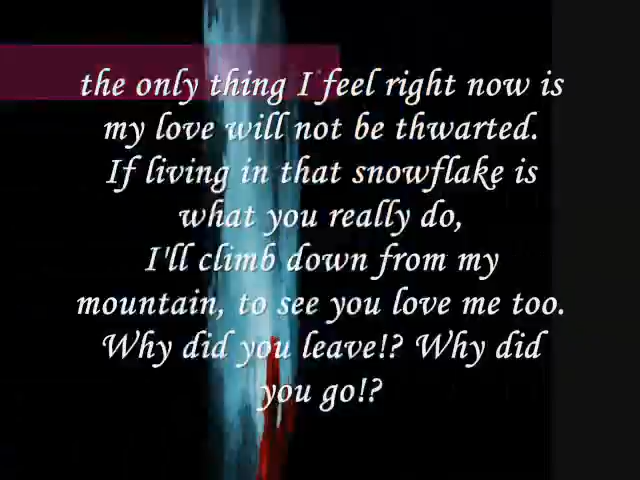 the only thing I feel right now is
my love will not be thwarted.
If living in that snowflake is
what you really do,
I'll climb down from my
mountain, to see you love me too.
Why did you leave!? Why did
you go!?